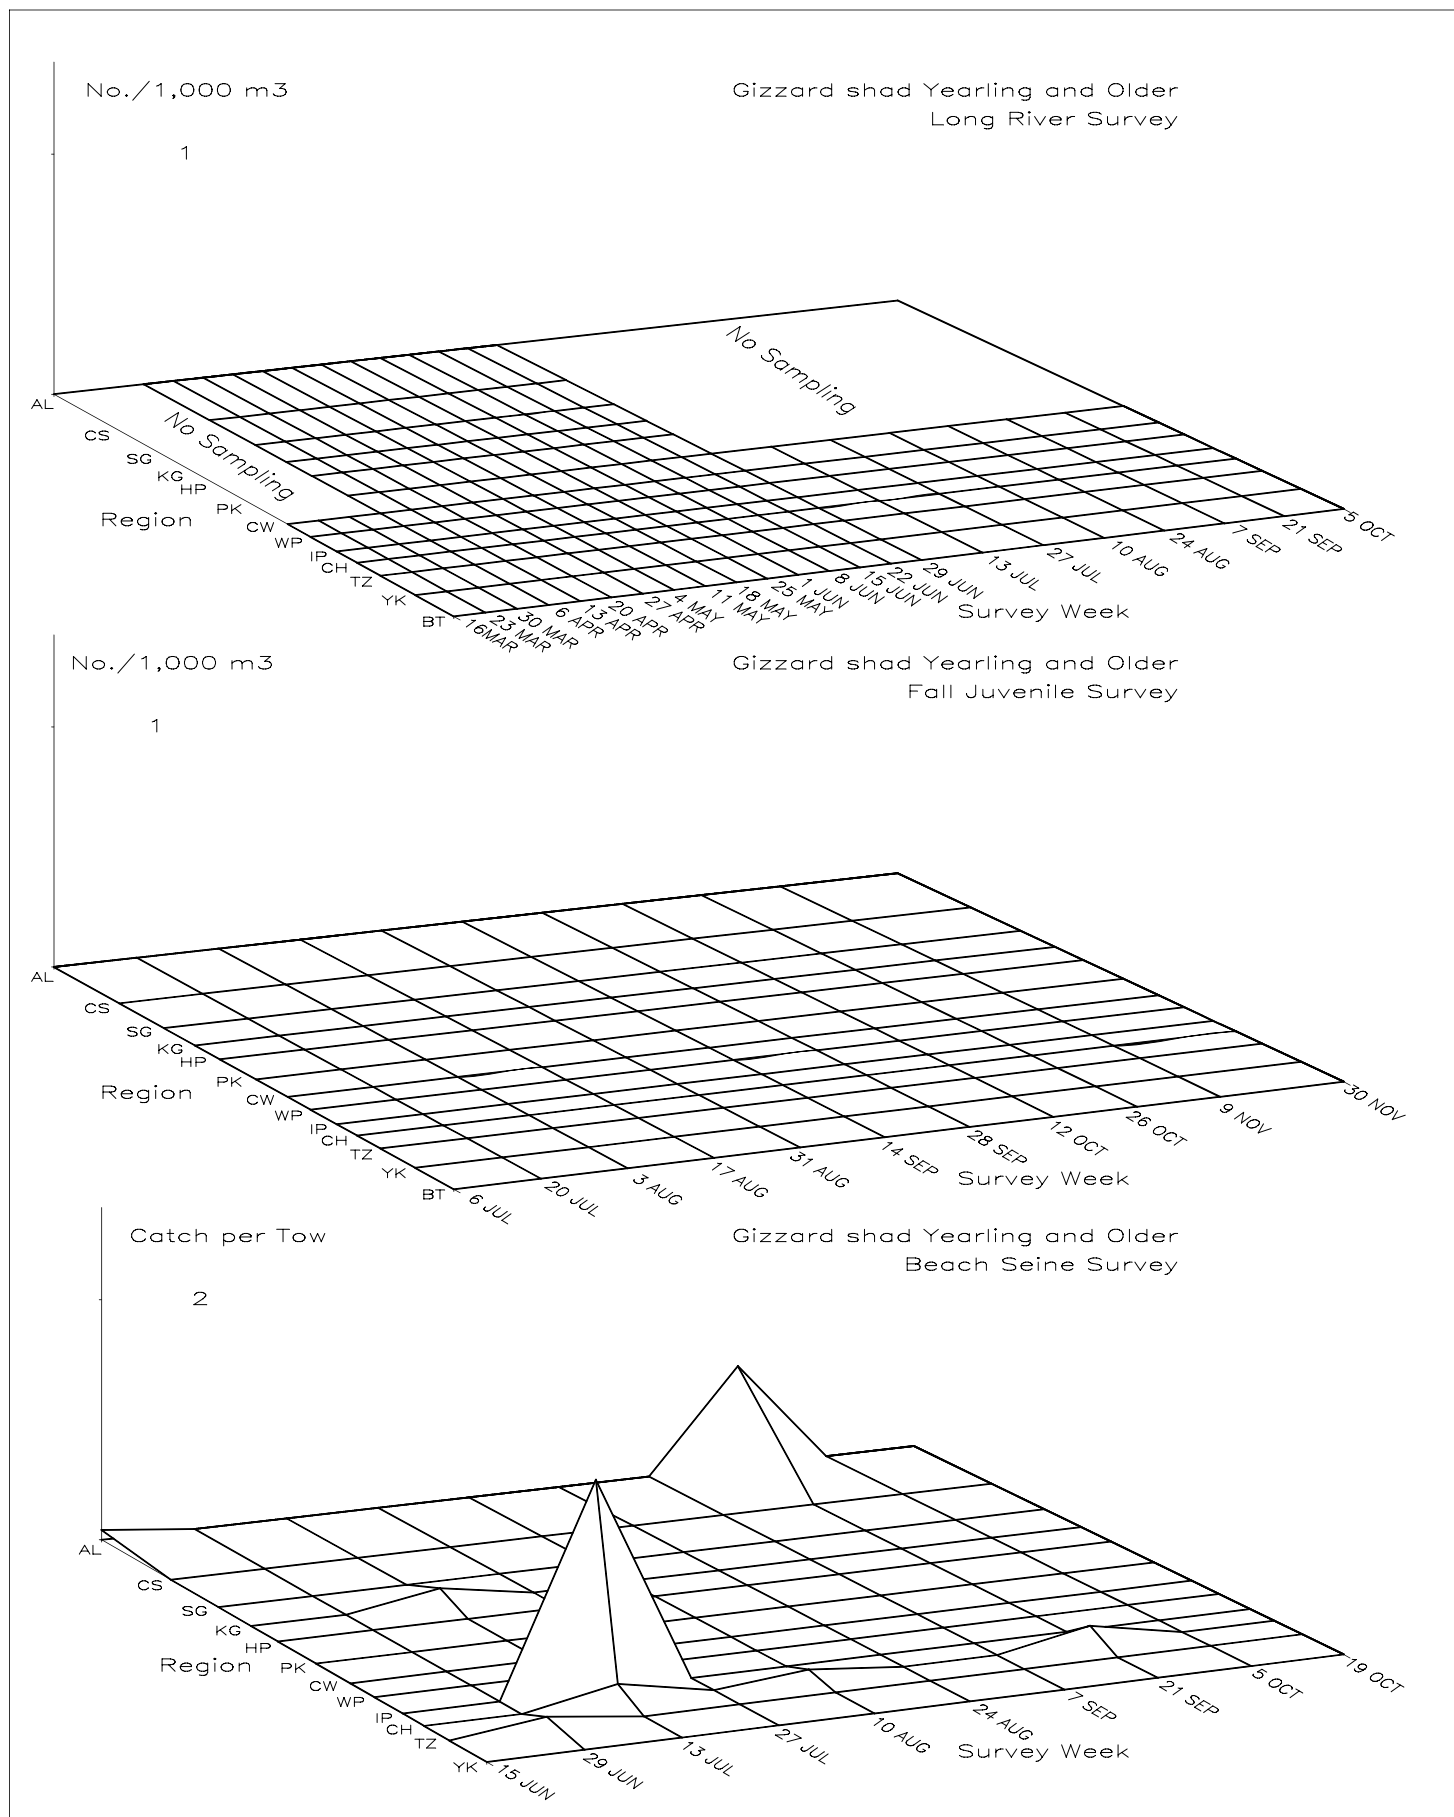 No./1,000 m3
Gizzard shad Yearling and Older
Long River Survey
1
No Sampling
No Sampling
AL
CS
SG
KG
HP
PK
CW
WP
IP
CH
TZ
YK
BT
Region
16MAR
23 MAR
30 MAR
6 APR
13 APR
20 APR
27 APR
4 MAY
11 MAY
18 MAY
25 MAY
1 JUN
8 JUN
15 JUN
22 JUN
29 JUN
13 JUL
27 JUL
10 AUG
24 AUG
7 SEP
21 SEP
5 OCT
Survey Week
No./1,000 m3
Gizzard shad Yearling and Older
Fall Juvenile Survey
1
AL
CS
SG
KG
HP
PK
CW
WP
IP
CH
TZ
YK
BT
Region
6 JUL
20 JUL
3 AUG
17 AUG
31 AUG
14 SEP
28 SEP
12 OCT
26 OCT
9 NOV
30 NOV
Survey Week
Catch per Tow
Gizzard shad Yearling and Older
Beach Seine Survey
2
AL
CS
SG
KG
HP
PK
CW
WP
IP
CH
TZ
YK
Region
15 JUN
29 JUN
13 JUL
27 JUL
10 AUG
24 AUG
7 SEP
21 SEP
5 OCT
19 OCT
Survey Week